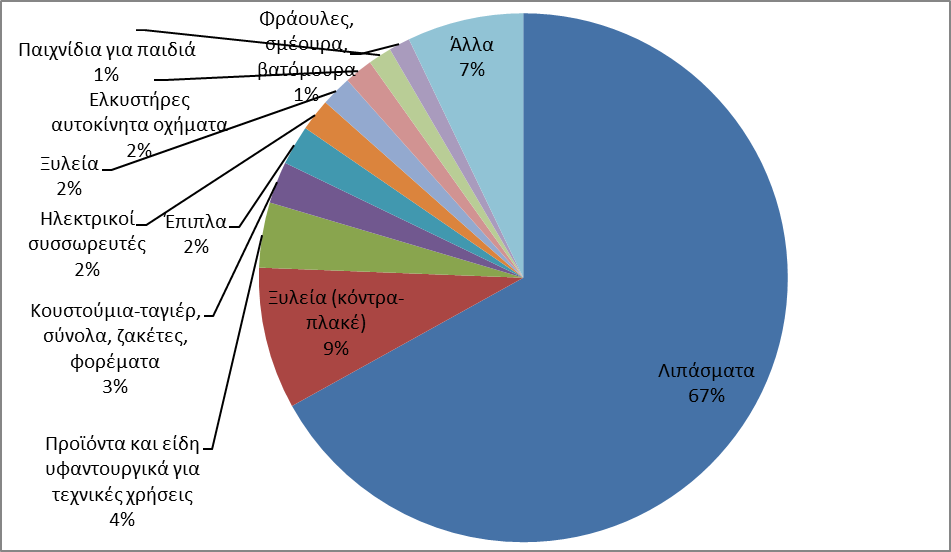 Φράουλες,
σμέουρα,
βατόμουρα
1%
Άλλα
7%
Παιχνίδια για παιδιά
1%
Ελκυστήρες
αυτοκίνητα οχήματα
2%
Ξυλεία
2%
Ηλεκτρικοί
συσσωρευτές
2%
Έπιπλα
2%
Κουστούμια-ταγιέρ,
σύνολα, ζακέτες,
φορέματα
3%
Προϊόντα και είδη
υφαντουργικά για
τεχνικές χρήσεις
4%
Ξυλεία (κόντρα-
πλακέ)
9%
Λιπάσματα
67%